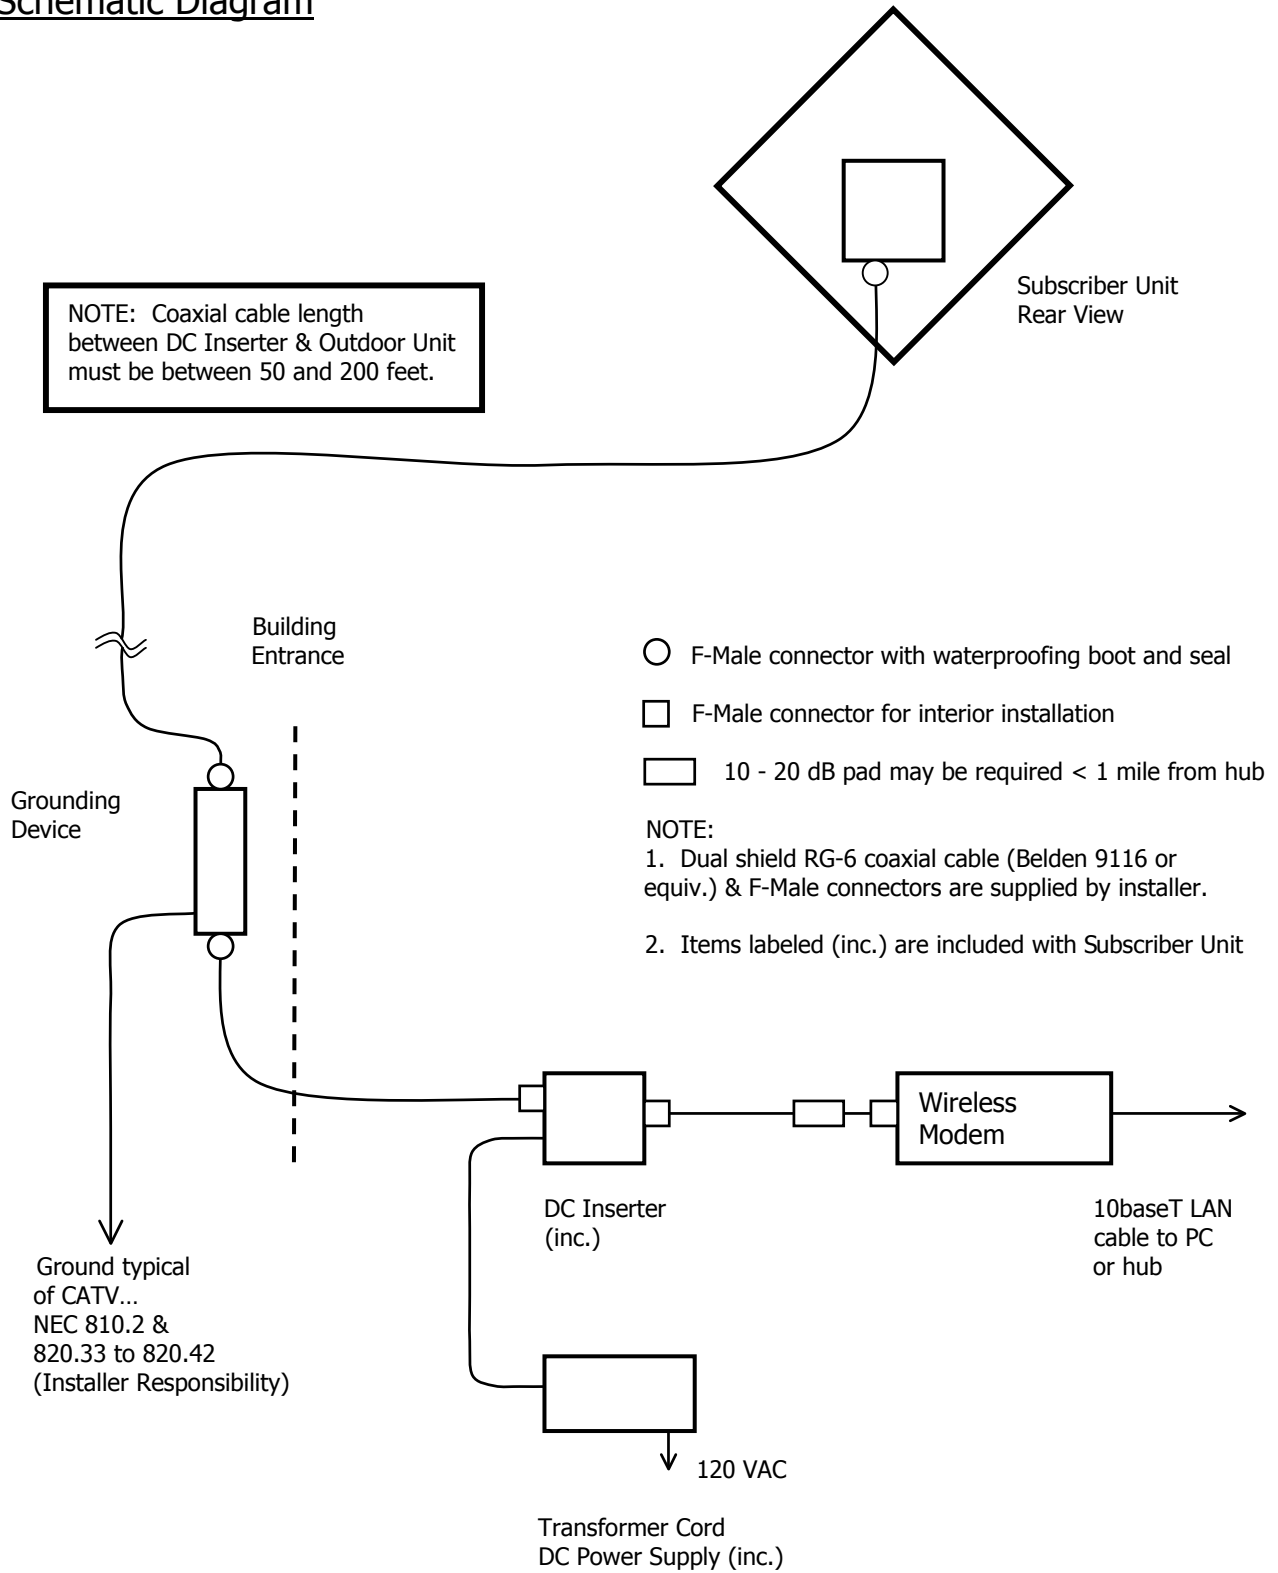 Schematic Diagram
Subscriber Unit
Rear View
NOTE: Coaxial cable length
between DC Inserter & Outdoor Unit
must be between 50 and 200 feet.
Building
Entrance
F-Male connector with waterproofing boot and seal
F-Male connector for interior installation
10 - 20 dB pad may be required < 1 mile from hub
Grounding
Device
NOTE:
1. Dual shield RG-6 coaxial cable (Belden 9116 or
equiv.) & F-Male connectors are supplied by installer.
2. Items labeled (inc.) are included with Subscriber Unit
Wireless
Modem
DC Inserter
(inc.)
10baseT LAN
cable to PC
or hub
Ground typical
of CATV...
NEC 810.2 &
820.33 to 820.42
(Installer Responsibility)
120 VAC
Transformer Cord
DC Power Supply (inc.)